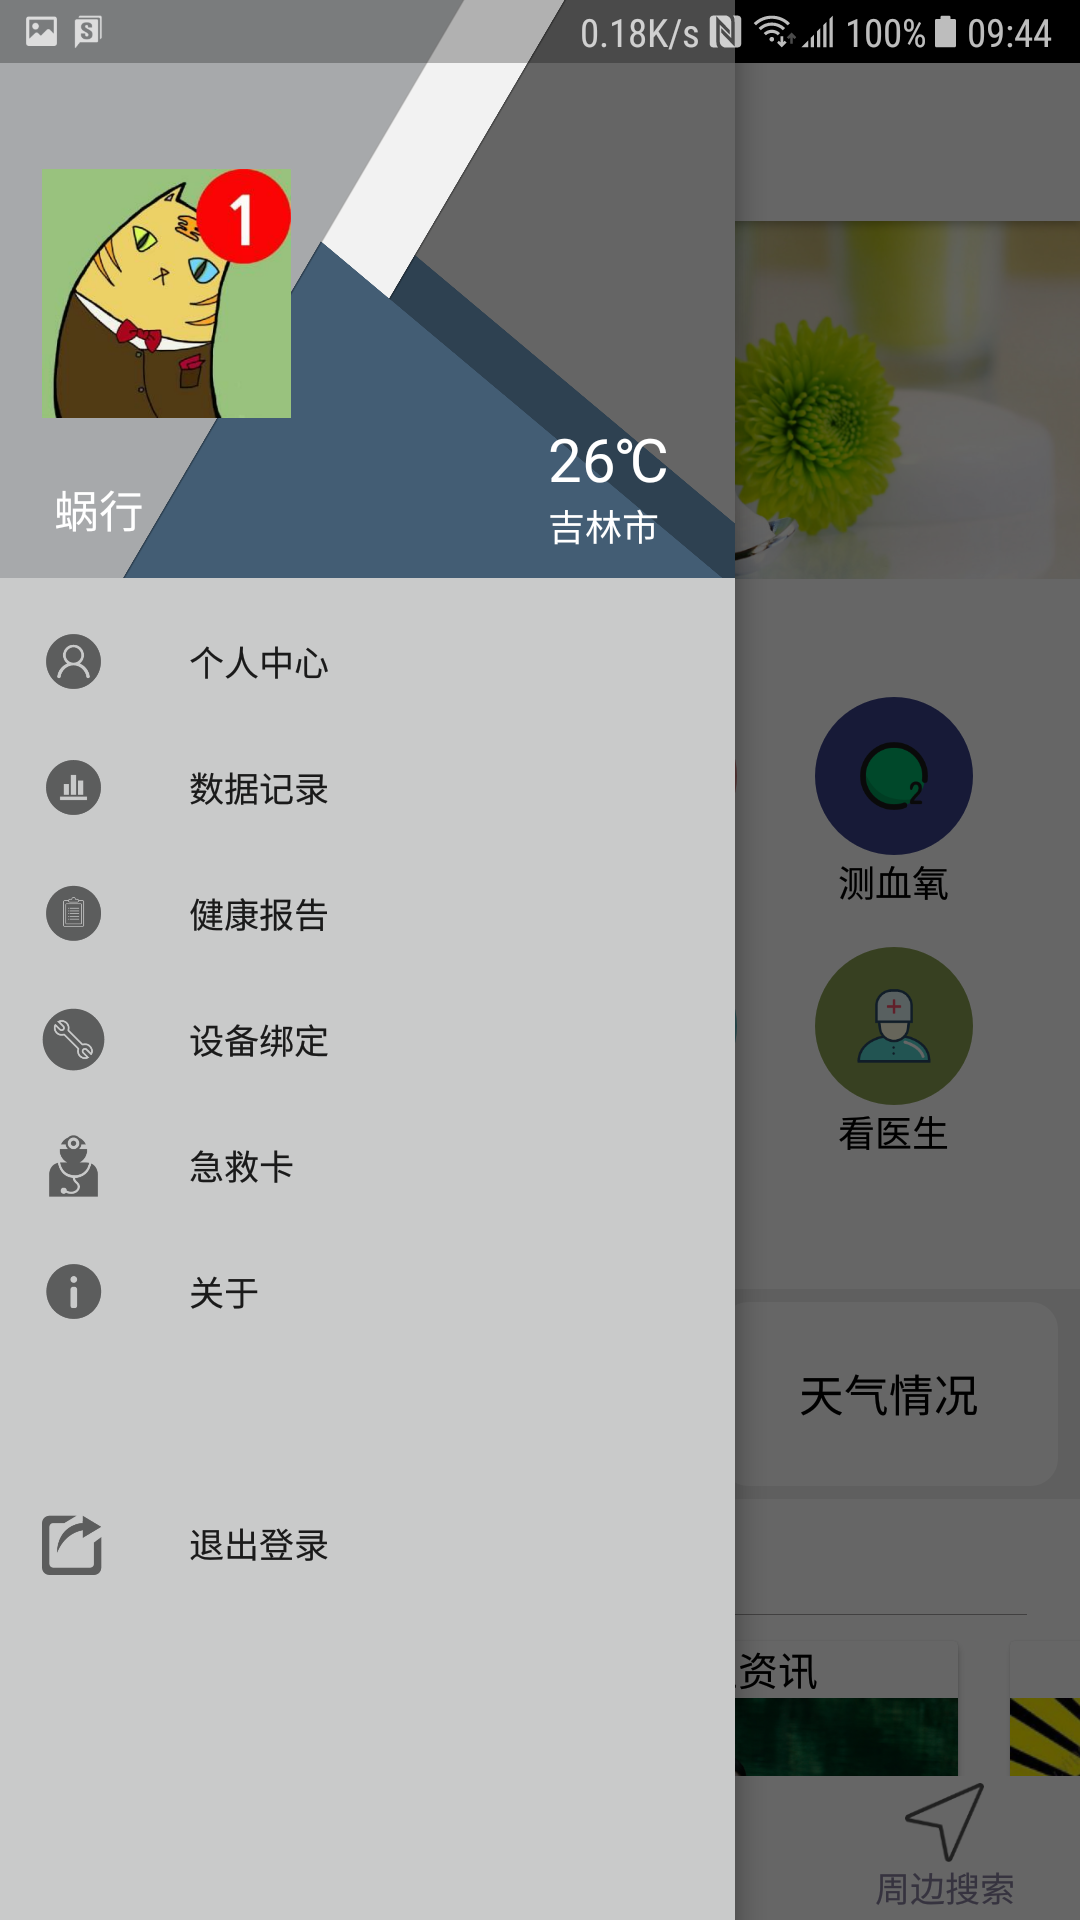 0.18K/s 100% 09:44
1
26℃
蜗行
吉林市
个人中心
数据记录
测血氧
健康报告
设备绑定
看医生
急救卡
关于
天气情况
退出登录
资讯
周边搜索